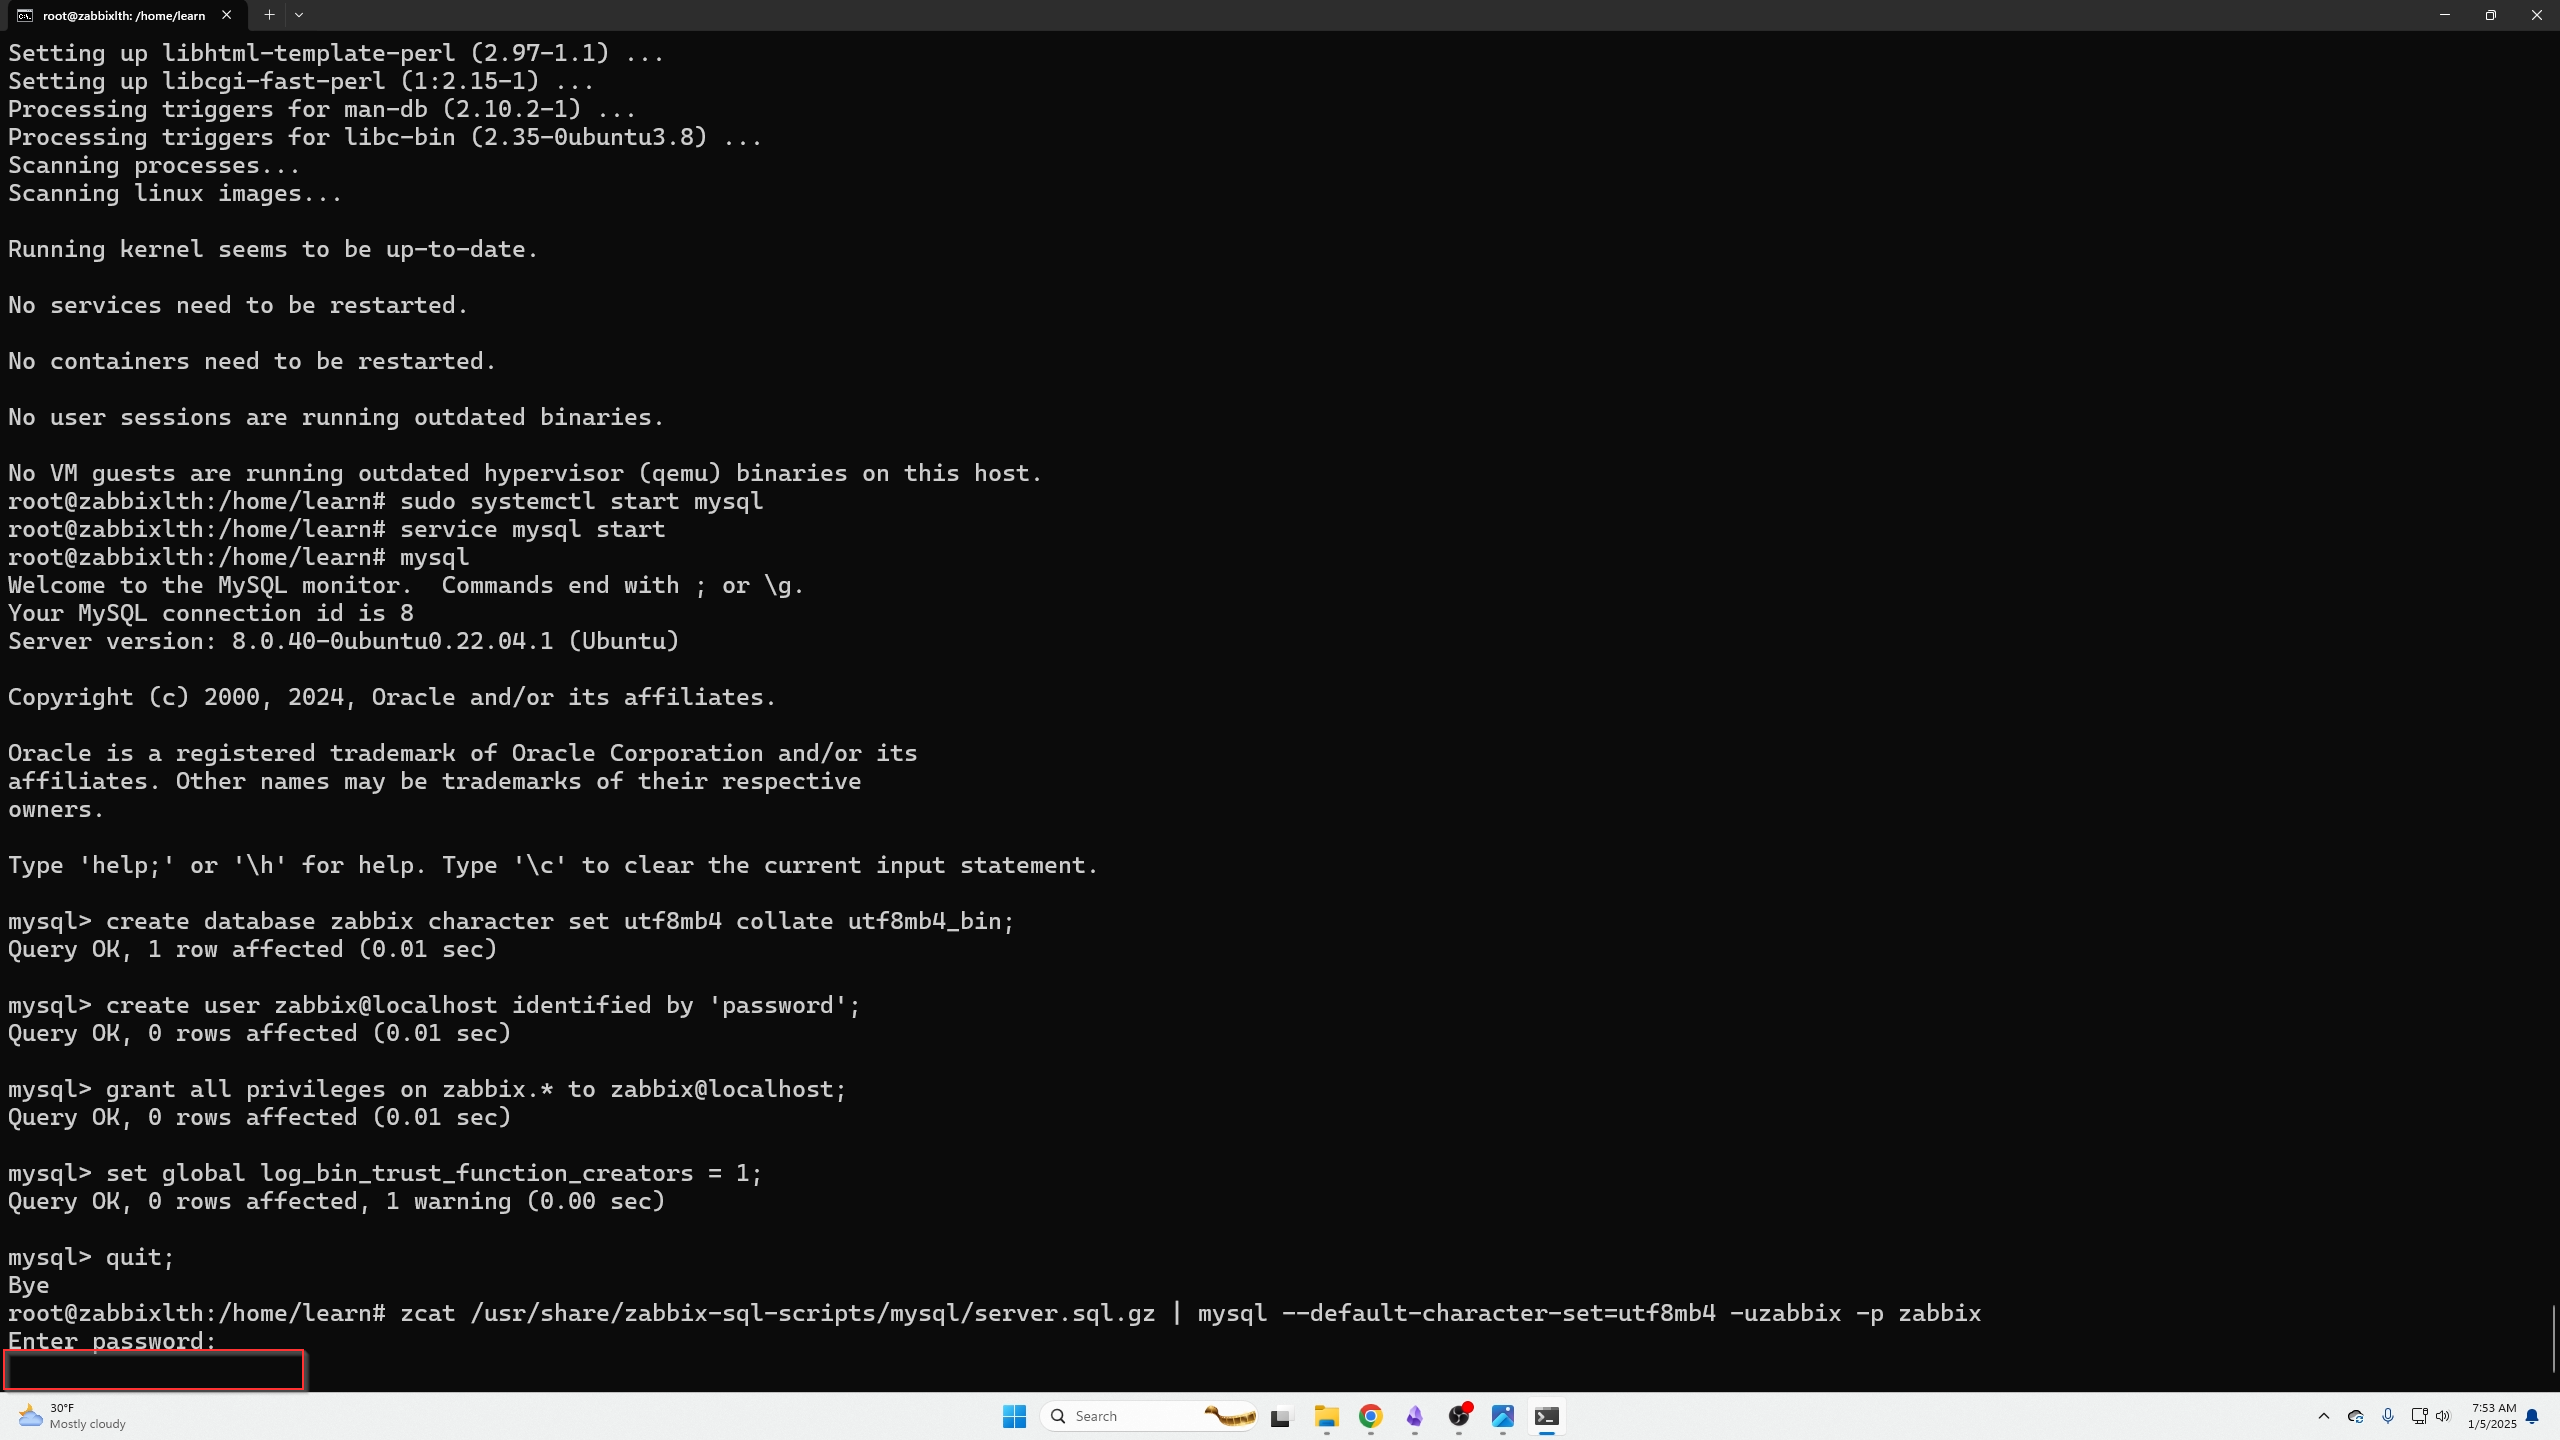 root@zabbixlth: /home/learn
Setting up libhtml-template-perl (2.97-1.1) ...
Setting up libcgi-fast-perl (1:2.15-1) ...
Processing triggers for man-db (2.10.2-1) ...
Processing triggers for libc-bin (2.35-0ubuntu3.8) ...
Scanning processes...
Scanning linux images...
Running kernel seems to be up-to-date.
No services need to be restarted.
No containers need to be restarted.
No user sessions are running outdated binaries.
No VM guests are running outdated hypervisor (qemu) binaries on this host.
root@zabbixlth:/home/learn# sudo systemctl start mysql
root@zabbixlth:/home/learn# service mysql start
root@zabbixlth:/home/learn# mysql
Welcome to the MySQL monitor.  Commands end with ; or \g.
Your MySQL connection id is 8
Server version: 8.0.40-0ubuntu0.22.04.1 (Ubuntu)
Copyright (c) 2000, 2024, Oracle and/or its affiliates.
Oracle is a registered trademark of Oracle Corporation and/or its
affiliates. Other names may be trademarks of their respective
owners.
Type 'help;' or '\h' for help. Type '\c' to clear the current input statement.
mysql> create database zabbix character set utf8mb4 collate utf8mb4_bin;
Query OK, 1 row affected (0.01 sec)
mysql> create user zabbix@localhost identified by 'password';
Query OK, 0 rows affected (0.01 sec)
mysql> grant all privileges on zabbix.* to zabbix@localhost;
Query OK, 0 rows affected (0.01 sec)
mysql> set global log_bin_trust_function_creators = 1;
Query OK, 0 rows affected, 1 warning (0.00 sec)
mysql> quit;
Bye
root@zabbixlth:/home/learn# zcat /usr/share/zabbix-sql-scripts/mysql/server.sql.gz | mysql --default-character-set=utf8mb4 -uzabbix -p zabbix
Enter password:
30°F
Mostly cloudy
Search
7:53 AM
1/5/2025